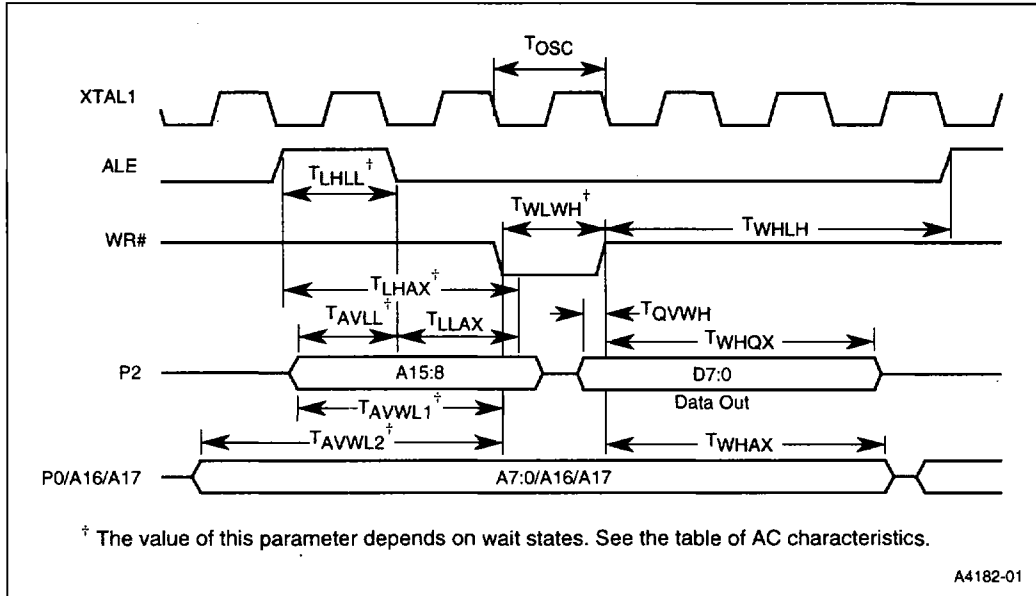 TOSC
XTAL1
ALE
TLHLL†
TWLWH†
WR#
TWHLH
TLHAX†
TAVLL†
TLLAX
TQVWH
TWHQX
P2
A15:8
D7:0
Data Out
TAVWL1†
TAVWL2†
TWHAX
P0/A16/A17
A7:0/A16/A17
† The value of this parameter depends on wait states. See the table of AC characteristics.
A4182-01